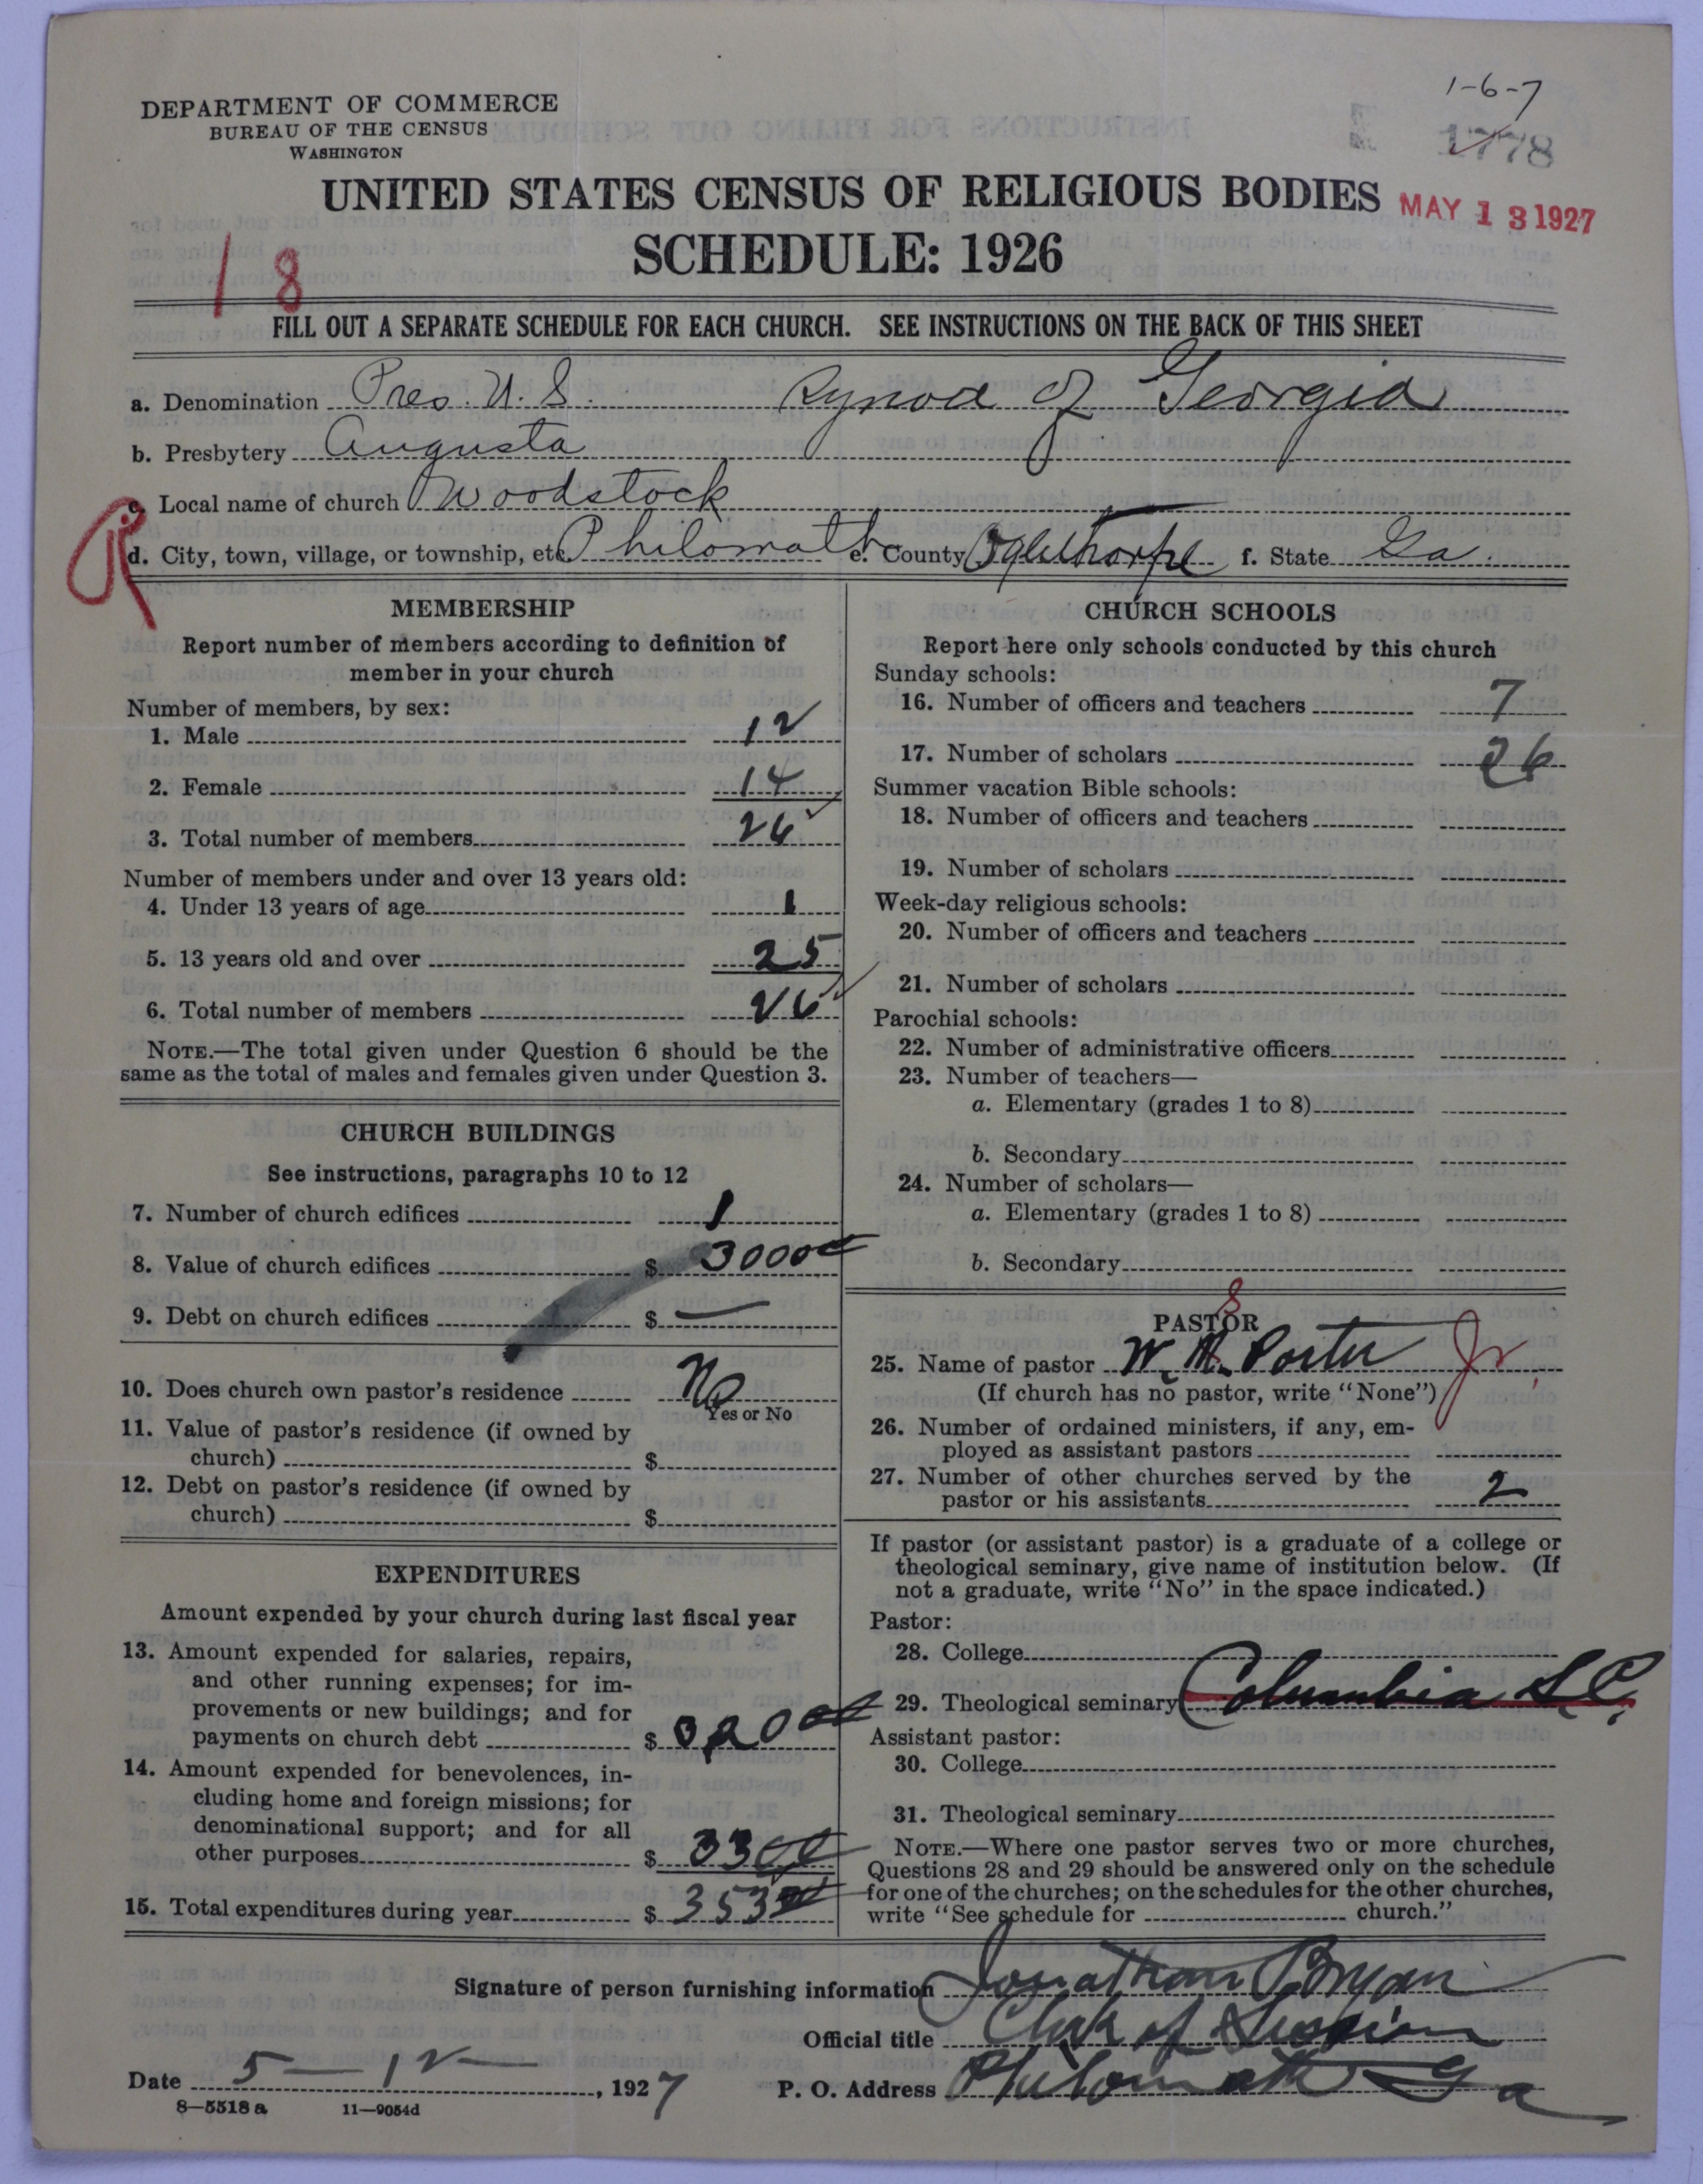 1-6-7
1778
DEPARTMENT OF COMMERCE
BUREAU OF THE CENSUS
WASHINGTON
UNITED STATES CENSUS OF RELIGIOUS BODIES
MAY 13 1927
SCHEDULE: 1926
1 8
FILL OUT A SEPARATE SCHEDULE FOR EACH CHURCH. SEE INSTRUCTIONS ON THE BACK OF THIS SHEET
a. Denomination Pres. U. S. Synod of Georgia
b. Presbytery Augusta
c. Local name of church Woodstock
d. City, town, village, or township, etc. Philomath e. County Oglethorpe f. State Ga.
MEMBERSHIP
Report number of members according to definition of
member in your church
Number of members, by sex:
1. Male 12
2. Female 14
3. Total number of members 26
Number of members under and over 13 years old:
4. Under 13 years of age 1
5. 13 years old and over 25
6. Total number of members 26
NOTE.—The total given under Question 6 should be the
same as the total of males and females given under Question 3.
CHURCH BUILDINGS
See instructions, paragraphs 10 to 12
7. Number of church edifices 1
8. Value of church edifices $ 3000
9. Debt on church edifices $ —
10. Does church own pastor's residence No
Yes or No
11. Value of pastor's residence (if owned by
church) $
12. Debt on pastor's residence (if owned by
church) $
EXPENDITURES
Amount expended by your church during last fiscal year
13. Amount expended for salaries, repairs,
and other running expenses; for im-
provements or new buildings; and for
payments on church debt $ 320 00
14. Amount expended for benevolences, in-
cluding home and foreign missions; for
denominational support; and for all
other purposes $ 33 00
15. Total expenditures during year $ 353 00
CHURCH SCHOOLS
Report here only schools conducted by this church
Sunday schools:
16. Number of officers and teachers 7
17. Number of scholars 26
Summer vacation Bible schools:
18. Number of officers and teachers
19. Number of scholars
Week-day religious schools:
20. Number of officers and teachers
21. Number of scholars
Parochial schools:
22. Number of administrative officers
23. Number of teachers—
a. Elementary (grades 1 to 8)
b. Secondary
24. Number of scholars—
a. Elementary (grades 1 to 8)
b. Secondary
PASTOR
25. Name of pastor W. M. Porter Jr.
(If church has no pastor, write "None")
26. Number of ordained ministers, if any, em-
ployed as assistant pastors
27. Number of other churches served by the
pastor or his assistants 2
If pastor (or assistant pastor) is a graduate of a college or
theological seminary, give name of institution below. (If
not a graduate, write "No" in the space indicated.)
Pastor:
28. College
29. Theological seminary Columbia S.C.
Assistant pastor:
30. College
31. Theological seminary
NOTE.—Where one pastor serves two or more churches,
Questions 28 and 29 should be answered only on the schedule
for one of the churches; on the schedules for the other churches,
write "See schedule for church."
Signature of person furnishing information Jonathan Bryan
Official title Clerk of Session
Date 5—12—, 1927 P. O. Address Philomath Ga
8—5518 a 11—9054d